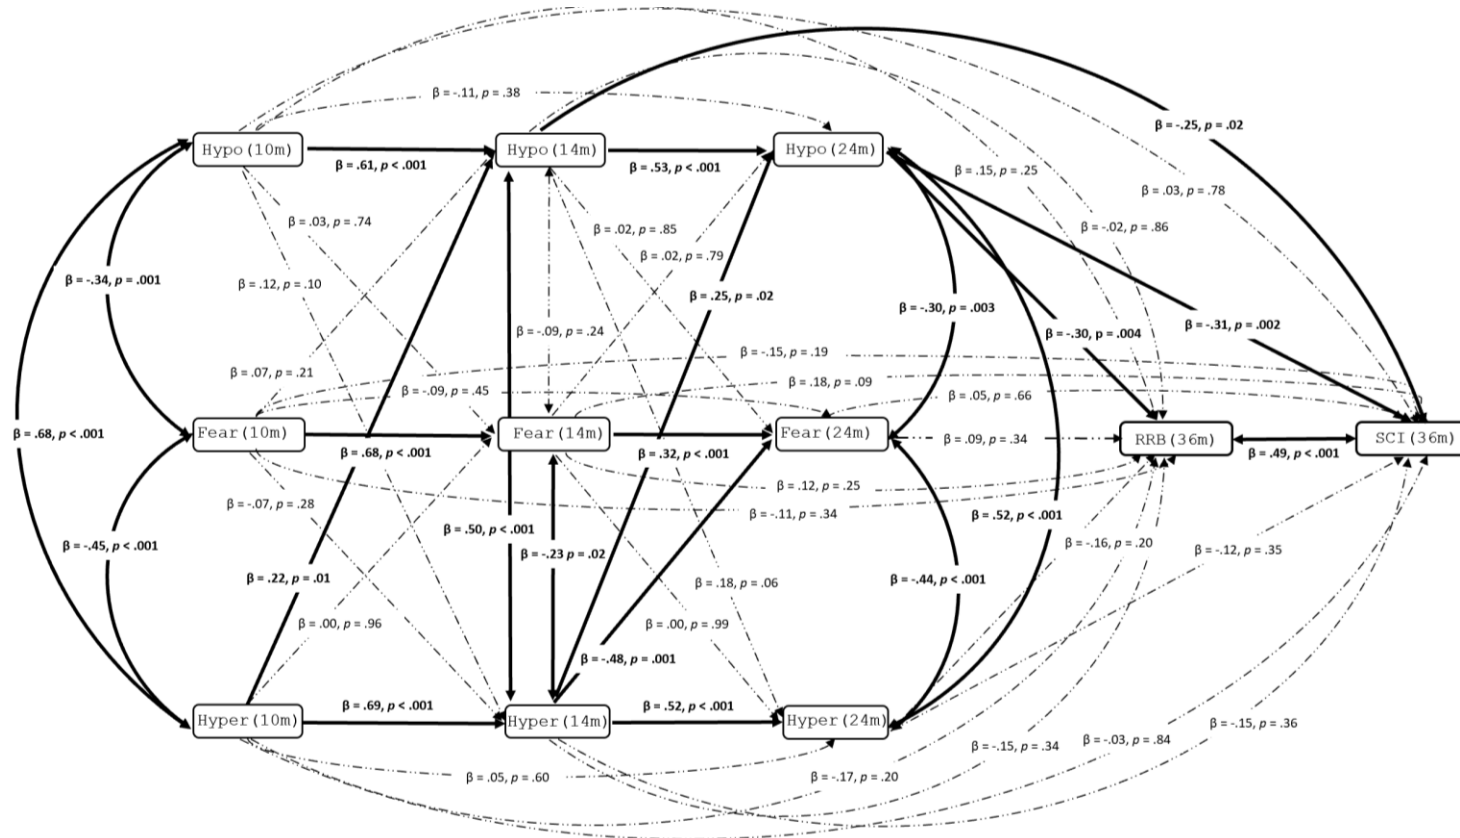 β = -.11, p = .38
β = -.25, p = .02
Hypo(10m)
Hypo(14m)
Hypo(24m)
β = .61, p < .001
β = .53, p < .001
β = .15, p = .25
β = .03, p = .78
β = .03, p = .74
β = .02, p = .85
β = -.02, p = .86
β = .02, p = .79
β = -.34, p = .001
β = .12, p = .10
β = .25, p = .02
β = -.30, p = .003
β = -.09, p = .24
β = -.30, p = .004
β = -.31, p = .002
β = -.15, p = .19
β = .07, p = .21
β = -.09, p = .45
β = .18, p = .09
β = .05, p = .66
Fear(10m)
Fear(14m)
Fear(24m)
β = .09, p = .34
RRB(36m)
SCI(36m)
β = .68, p < .001
β = .68, p < .001
β = .32, p < .001
β = .49, p < .001
β = -.07, p = .28
β = .12, p = .25
β = -.11, p = .34
β = .50, p < .001
β = .52, p < .001
β = -.45, p < .001
β = -.23 p = .02
β = -.16, p = .20
β = -.12, p = .35
β = .22, p = .01
β = .18, p = .06
β = -.44, p < .001
β = .00, p = .96
β = .00, p = .99
β = -.48, p = .001
Hyper(10m)
β = .69, p < .001
Hyper(14m)
β = .52, p < .001
Hyper(24m)
β = -.15, p = .36
β = -.15, p = .34
β = -.03, p = .84
β = .05, p = .60
β = -.17, p = .20